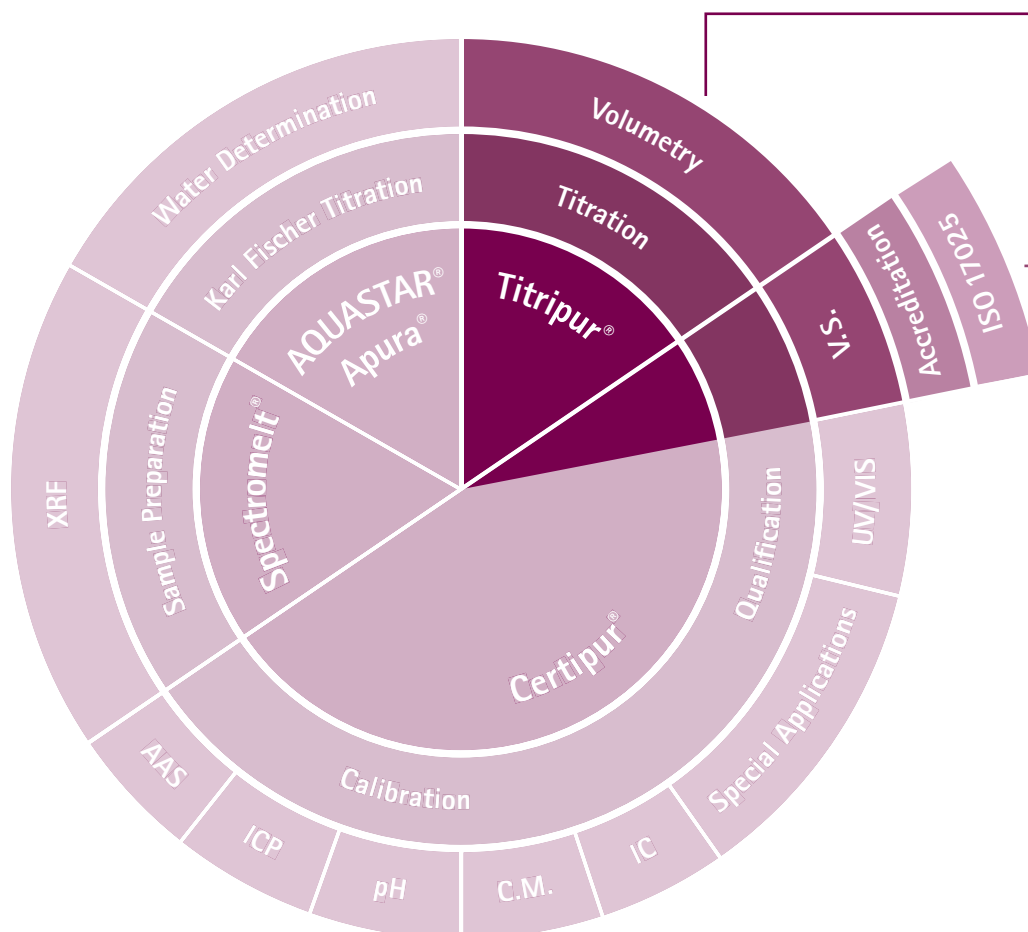 Water Determination
Volumetry
Karl Fischer Titration
Titration
AQUASTAR®
Apura®
Titripur®
V.S.
Accreditation
ISO 17025
XRF
Sample Preparation
Spectromelt®
Certipur®
Qualification
UV/VIS
Special Applications
Calibration
AAS
ICP
pH
C.M.
IC